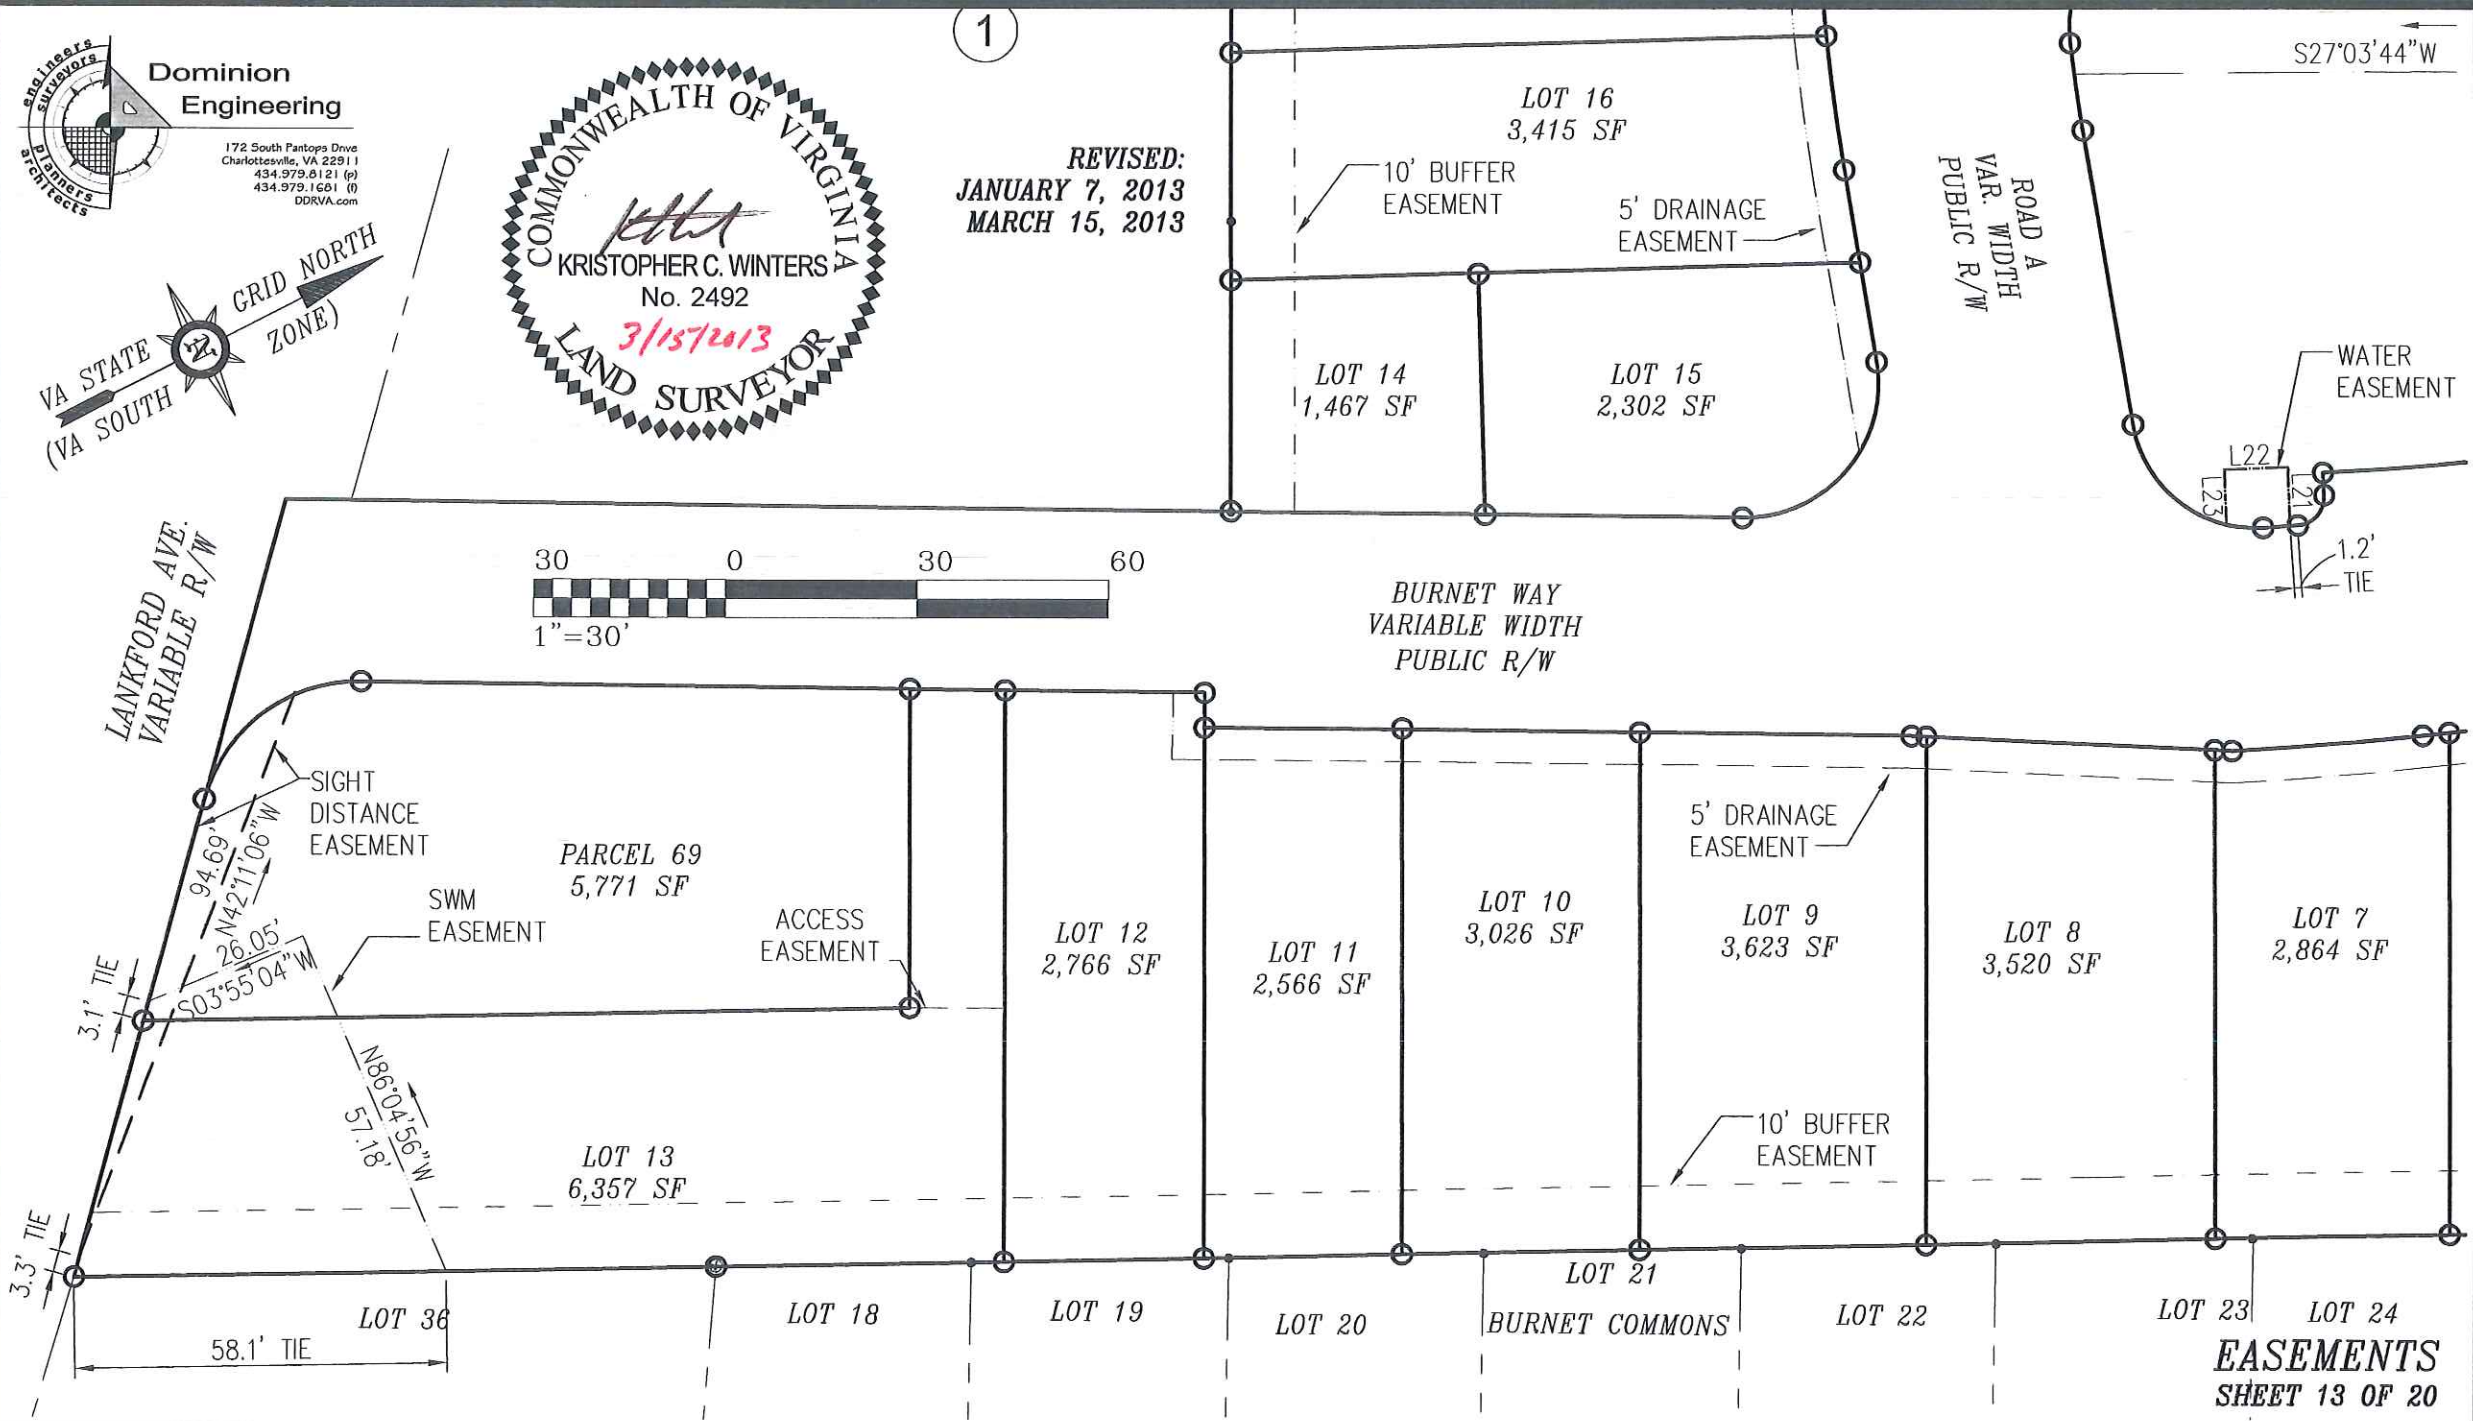 engineers
surveyors
planners
architects
Dominion
Engineering
172 South Pantops Drive
Charlottesville, VA 22911
434.979.8121 (p)
434.979.1681 (f)
DDRVA.com
VA STATE GRID NORTH
(VA SOUTH ZONE)
N
COMMONWEALTH OF VIRGINIA
KRISTOPHER C. WINTERS
No. 2492
3/15/2013
LAND SURVEYOR
1
REVISED:
JANUARY 7, 2013
MARCH 15, 2013
LOT 16
3,415 SF
10' BUFFER
EASEMENT
5' DRAINAGE
EASEMENT
LOT 14
1,467 SF
LOT 15
2,302 SF
ROAD A
VAR. WIDTH
PUBLIC R/W
S27°03'44"W
WATER
EASEMENT
L22
L23
L21
1.2'
TIE
LANKFORD AVE.
VARIABLE R/W
30 0 30 60
1"=30'
BURNET WAY
VARIABLE WIDTH
PUBLIC R/W
SIGHT
DISTANCE
EASEMENT
94.69'
N42°11'06"W
26.05'
S03°55'04"W
3.1' TIE
SWM
EASEMENT
PARCEL 69
5,771 SF
ACCESS
EASEMENT
LOT 12
2,766 SF
LOT 11
2,566 SF
LOT 10
3,026 SF
5' DRAINAGE
EASEMENT
LOT 9
3,623 SF
LOT 8
3,520 SF
LOT 7
2,864 SF
N86°04'56"W
57.18'
LOT 13
6,357 SF
10' BUFFER
EASEMENT
3.3' TIE
58.1' TIE
LOT 36
LOT 18
LOT 19
LOT 20
LOT 21
BURNET COMMONS
LOT 22
LOT 23
LOT 24
EASEMENTS
SHEET 13 OF 20